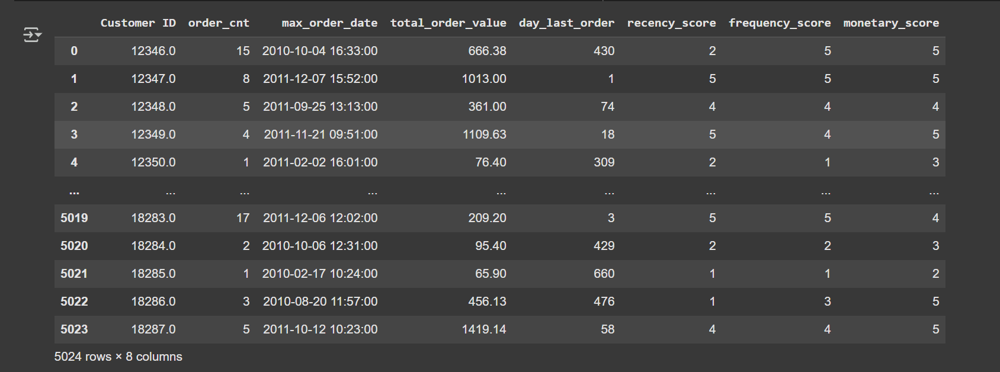 Customer ID order_cnt max_order_date total_order_value day_last_order recency_score frequency_score monetary_score
0 12346.0 15 2010-10-04 16:33:00 666.38 430 2 5 5
1 12347.0 8 2011-12-07 15:52:00 1013.00 1 5 5 5
2 12348.0 5 2011-09-25 13:13:00 361.00 74 4 4 4
3 12349.0 4 2011-11-21 09:51:00 1109.63 18 5 4 5
4 12350.0 1 2011-02-02 16:01:00 76.40 309 2 1 3
... ... ... ... ... ... ... ... ...
5019 18283.0 17 2011-12-06 12:02:00 209.20 3 5 5 4
5020 18284.0 2 2010-10-06 12:31:00 95.40 429 2 2 3
5021 18285.0 1 2010-02-17 10:24:00 65.90 660 1 1 2
5022 18286.0 3 2010-08-20 11:57:00 456.13 476 1 3 5
5023 18287.0 5 2011-10-12 10:23:00 1419.14 58 4 4 5
5024 rows × 8 columns